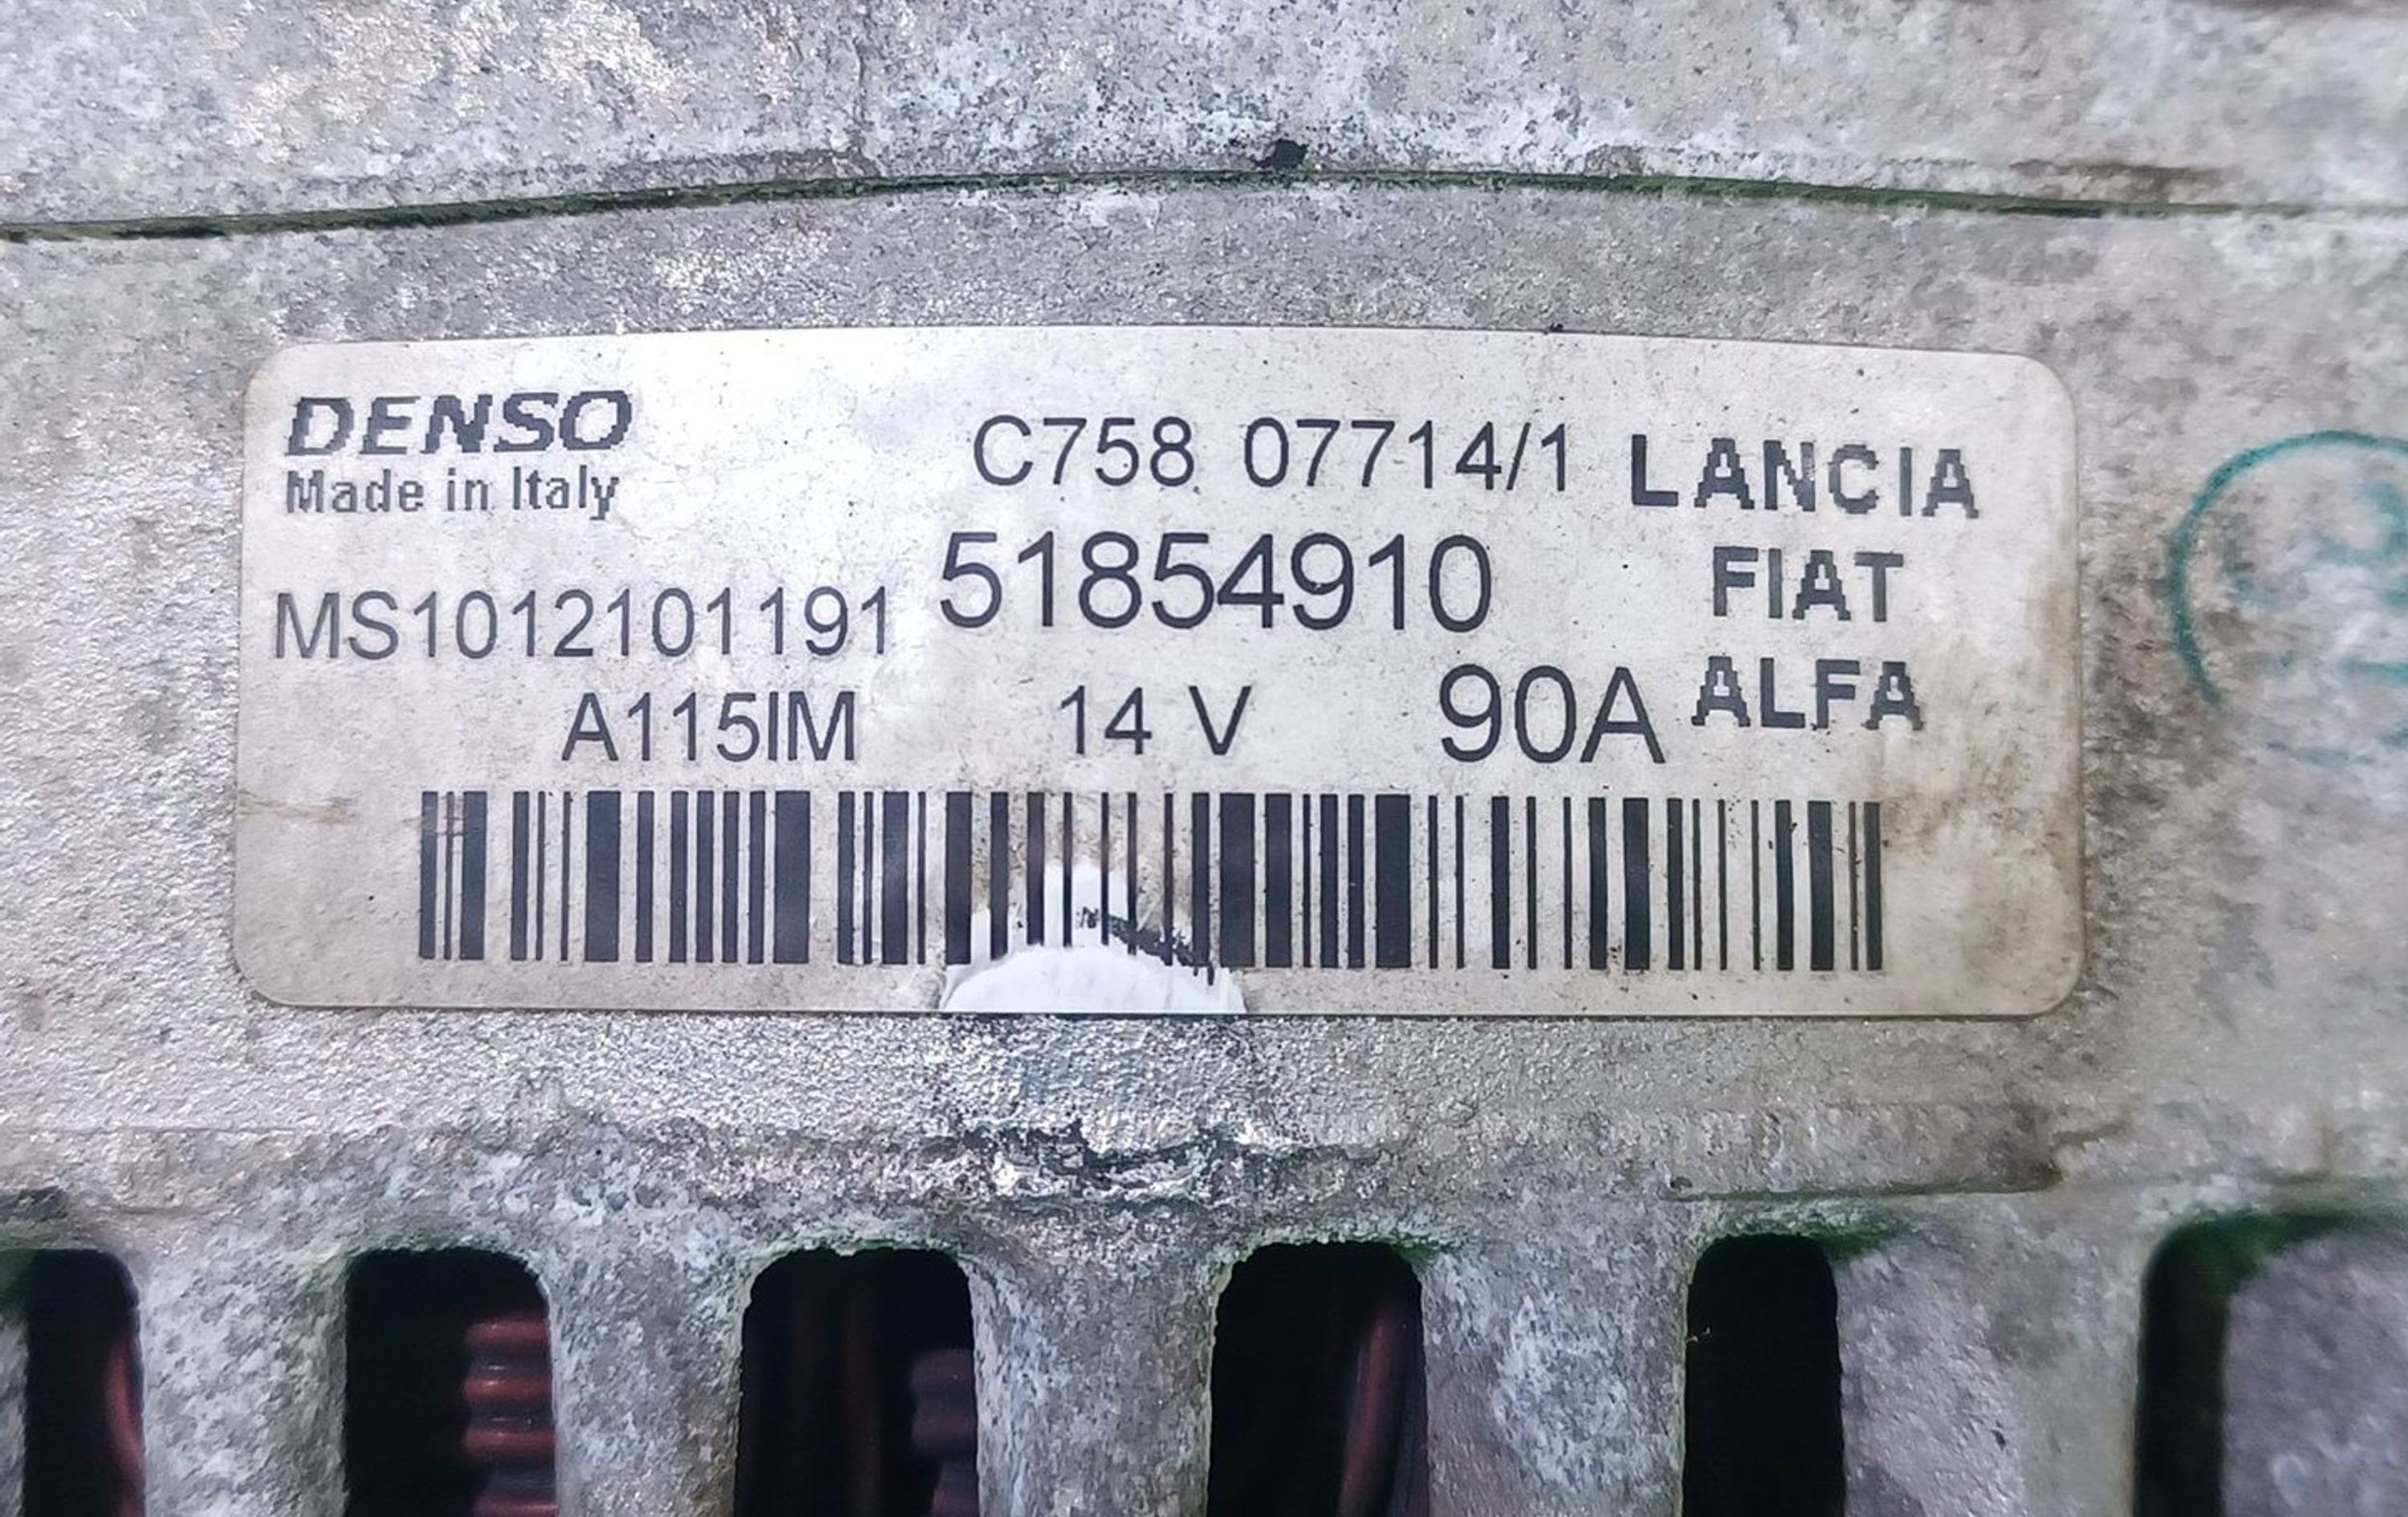 DENSO
Made in Italy
C758 07714/1
LANCIA
51854910
FIAT
MS1012101191
A115IM
14 V
90A
ALFA